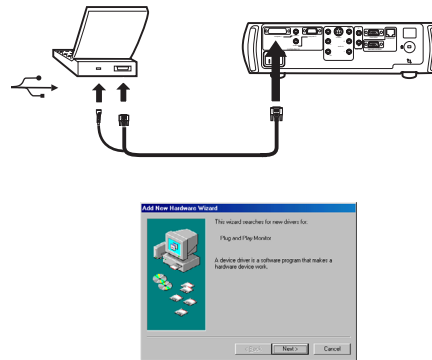 Add New Hardware Wizard
This wizard searches for new drivers for:
Plug and Play Monitor
A device driver is a software program that makes a
hardware device work.
< Back
Next >
Cancel